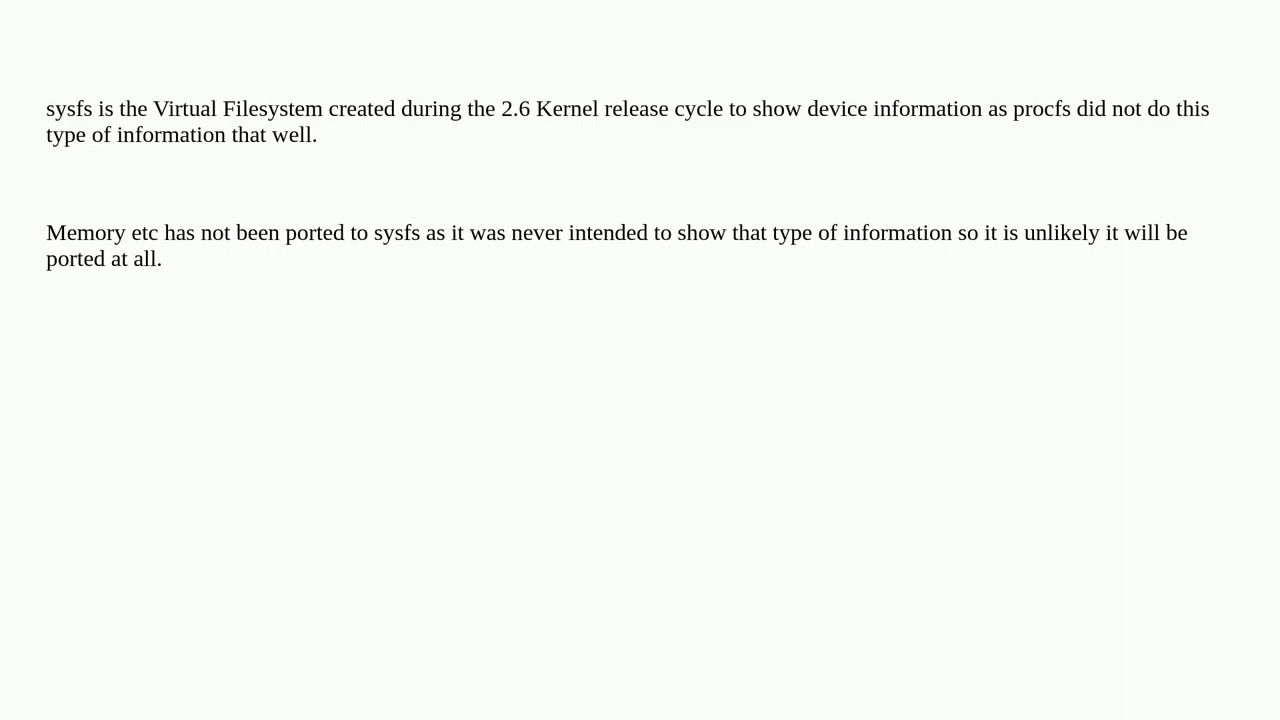 sysfs is the Virtual Filesystem created during the 2.6 Kernel release cycle to show device information as procfs did not do this
type of information that well.
Memory etc has not been ported to sysfs as it was never intended to show that type of information so it is unlikely it will be
ported at all.